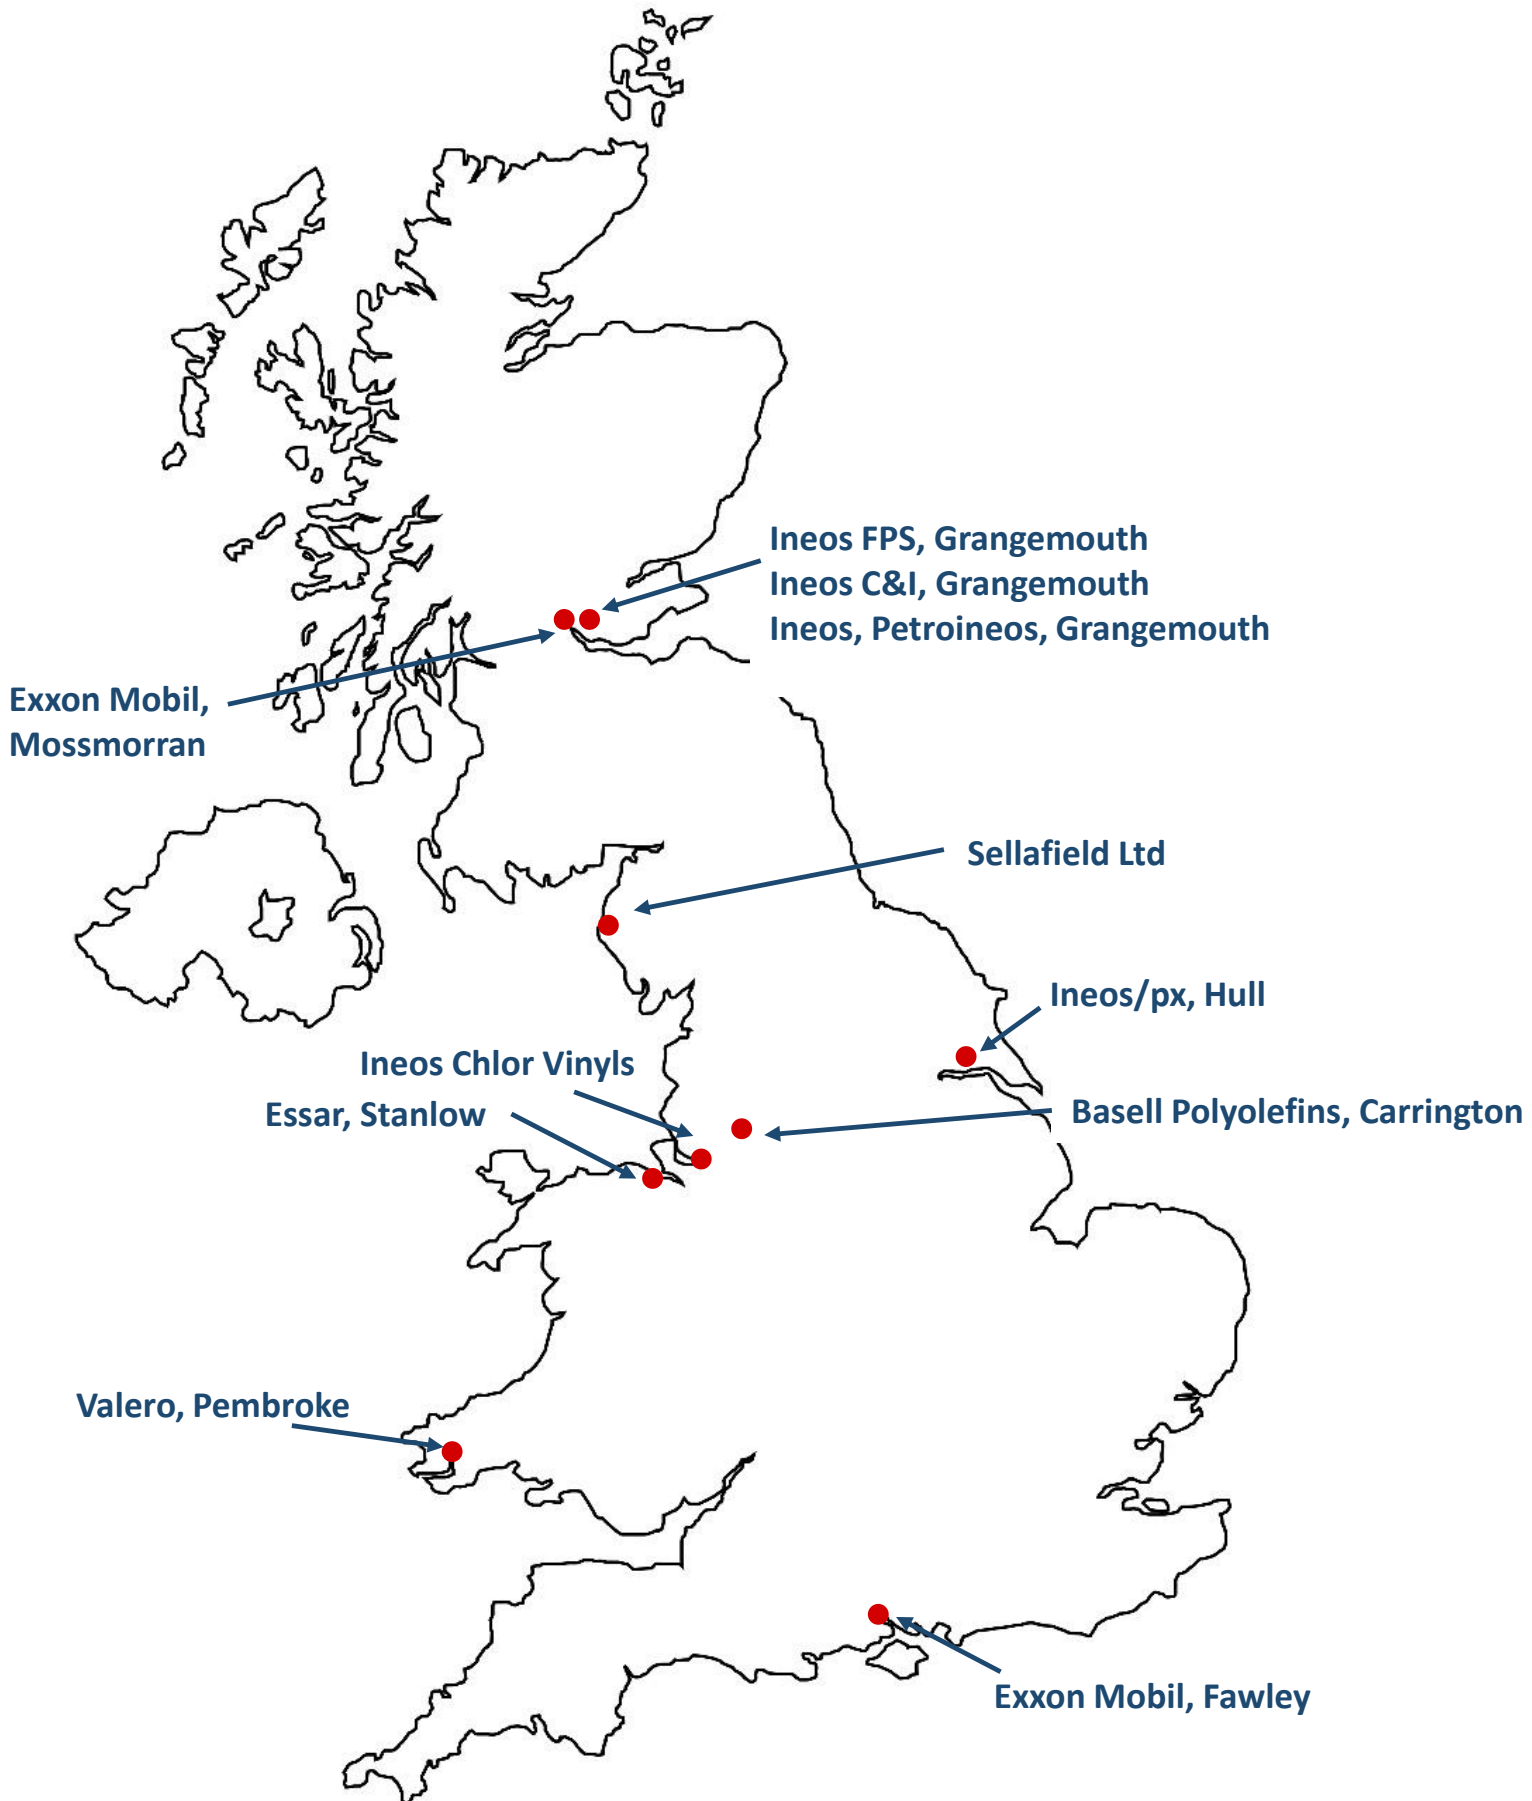 Ineos FPS, Grangemouth
Ineos C&I, Grangemouth
Ineos, Petroineos, Grangemouth
Exxon Mobil,
Mossmorran
Sellafield Ltd
Ineos/px, Hull
Ineos Chlor Vinyls
Essar, Stanlow
Basell Polyolefins, Carrington
Valero, Pembroke
Exxon Mobil, Fawley